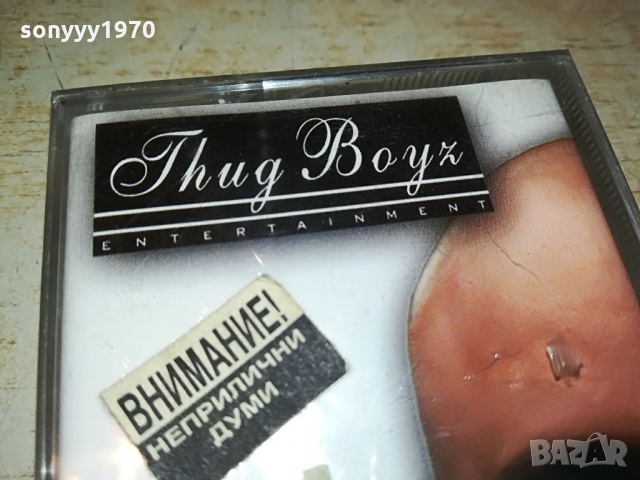 sonyyy1970
Thug Boyz
ENTERTAINMENT
ВНИМАНИЕ!
НЕПРИЛИЧНИ
ДУМИ
BAZAR